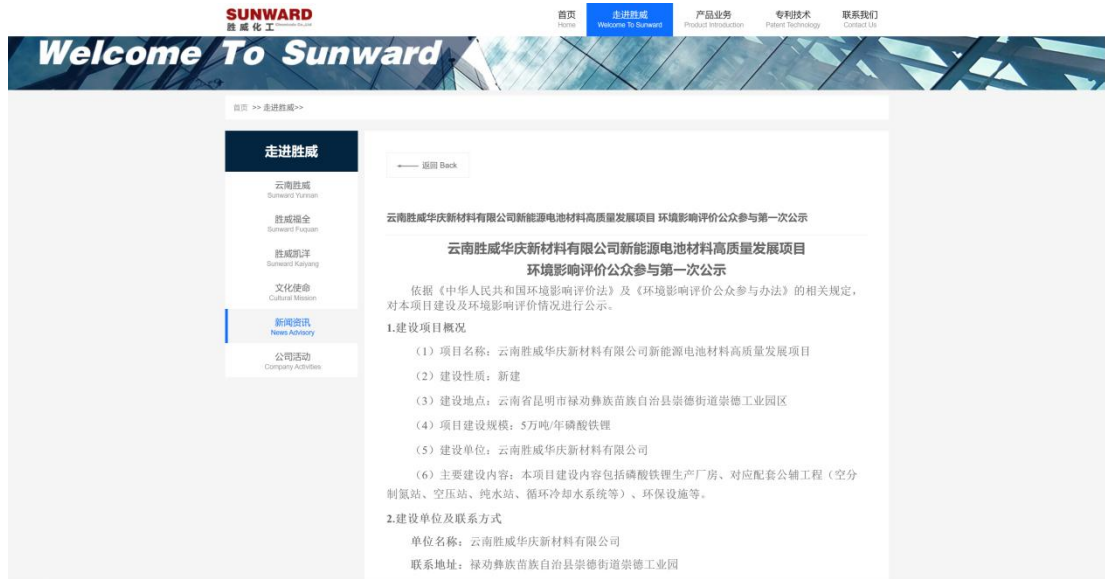 SUNWARD
胜威化工
首页
Home
走进胜威
Welcome To Sunward
产品业务
Product Introduction
专利技术
Patent Technology
联系我们
Contact Us
Welcome To Sunward
首页 >> 走进胜威>>
走进胜威
云南胜威
Sunward Yunnan
胜威福全
Sunward Fuquan
胜威凯洋
Sunward Kaiyang
文化使命
Cultural Mission
新闻资讯
News Advisory
公司活动
Company Activities
返回 Back
云南胜威华庆新材料有限公司新能源电池材料高质量发展项目 环境影响评价公众参与第一次公示
云南胜威华庆新材料有限公司新能源电池材料高质量发展项目
环境影响评价公众参与第一次公示
依据《中华人民共和国环境影响评价法》及《环境影响评价公众参与办法》的相关规定，
对本项目建设及环境影响评价情况进行公示。
1.建设项目概况
（1）项目名称：云南胜威华庆新材料有限公司新能源电池材料高质量发展项目
（2）建设性质：新建
（3）建设地点：云南省昆明市禄劝彝族苗族自治县崇德街道崇德工业园区
（4）项目建设规模：5万吨/年磷酸铁锂
（5）建设单位：云南胜威华庆新材料有限公司
（6）主要建设内容：本项目建设内容包括磷酸铁锂生产厂房、对应配套公辅工程（空分
制氮站、空压站、纯水站、循环冷却水系统等）、环保设施等。
2.建设单位及联系方式
单位名称：云南胜威华庆新材料有限公司
联系地址：禄劝彝族苗族自治县崇德街道崇德工业园